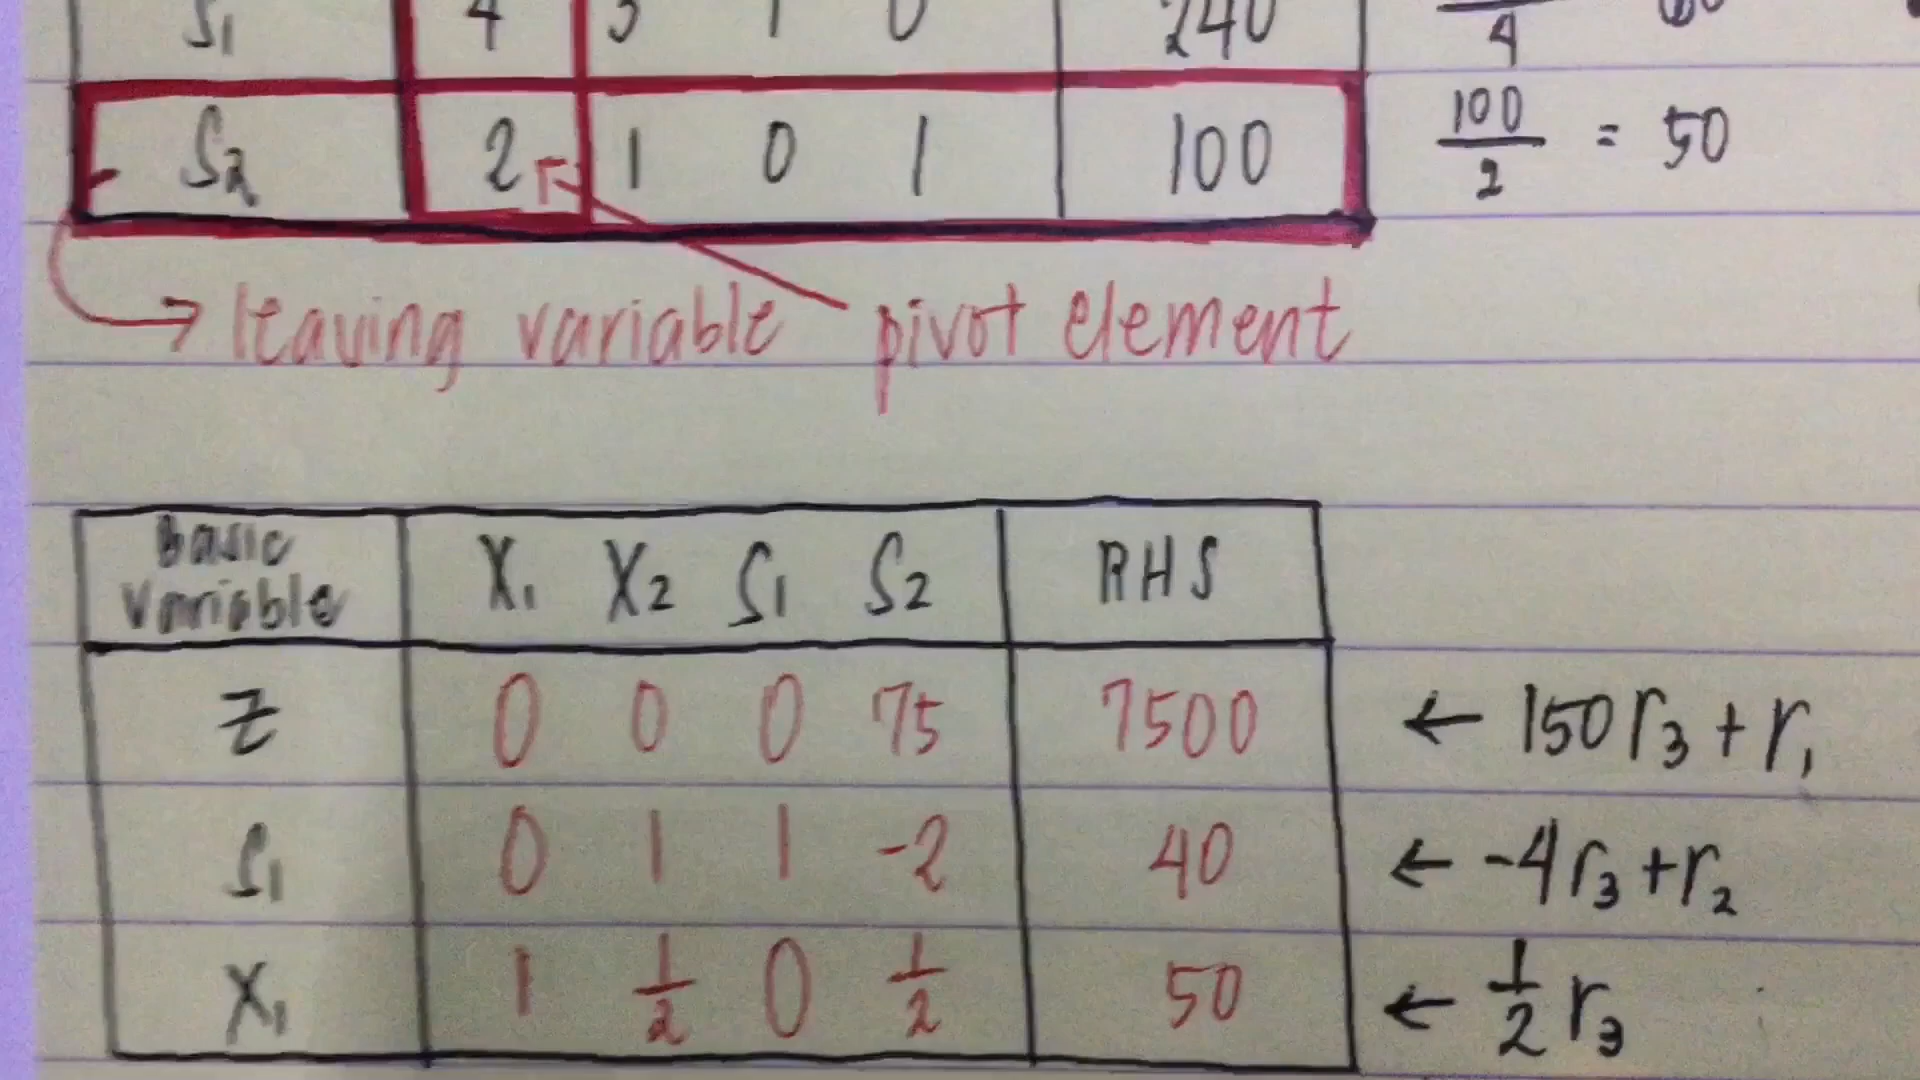 S1 4 3 1 0 240 4
S2 2 1 0 1 100 100/2 = 50
→ leaving variable pivot element
Basic Variable X1 X2 S1 S2 RHS
Z 0 0 0 75 7500 ← 150r3 + r1
S1 0 1 1 -2 40 ← -4r3 + r2
X1 1 1/2 0 1/2 50 ← 1/2 r3